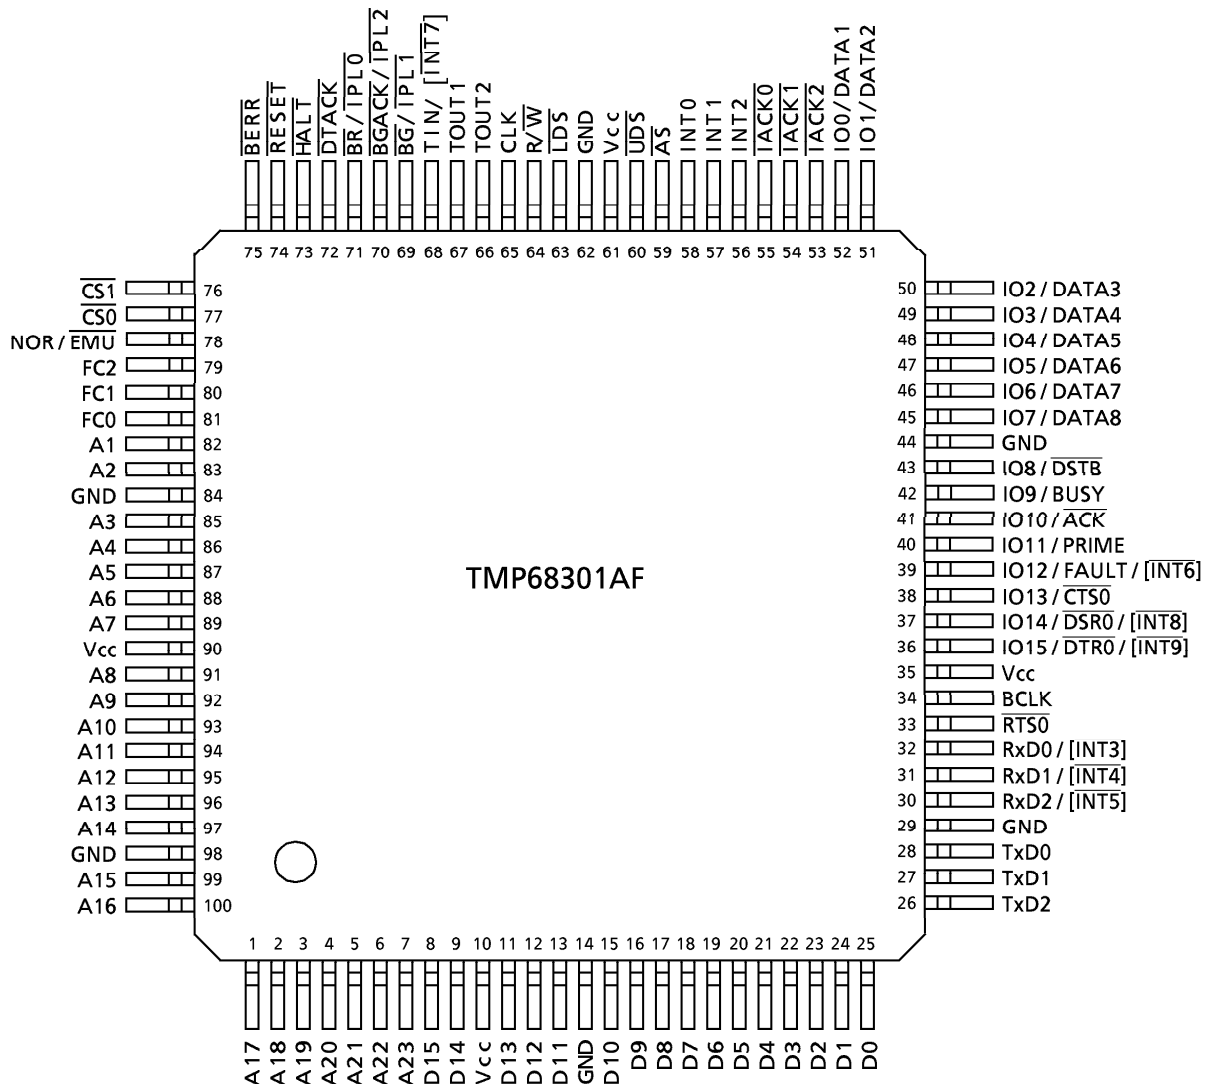 BERR RESET HALT DTACK BR/IPL0 BGACK/IPL2 BG/IPL1 TIN/ [INT7] TOUT1 TOUT2 CLK R/W LDS GND Vcc UDS AS INT0 INT1 INT2 IACK0 IACK1 IACK2 IO0/DATA1 IO1/DATA2
75 74 73 72 71 70 69 68 67 66 65 64 63 62 61 60 59 58 57 56 55 54 53 52 51
CS1 76 50 IO2/DATA3
CS0 77 49 IO3/DATA4
NOR/EMU 78 48 IO4/DATA5
FC2 79 47 IO5/DATA6
FC1 80 46 IO6/DATA7
FC0 81 45 IO7/DATA8
A1 82 44 GND
A2 83 43 IO8/DSTB
GND 84 42 IO9/BUSY
A3 85 41 IO10/ACK
A4 86 40 IO11/PRIME
A5 87 39 IO12/FAULT/[INT6]
TMP68301AF
A6 88 38 IO13/CTS0
A7 89 37 IO14/DSR0/[INT8]
Vcc 90 36 IO15/DTR0/[INT9]
A8 91 35 Vcc
A9 92 34 BCLK
A10 93 33 RTS0
A11 94 32 RxD0/[INT3]
A12 95 31 RxD1/[INT4]
A13 96 30 RxD2/[INT5]
A14 97 29 GND
GND 98 28 TxD0
A15 99 27 TxD1
A16 100 26 TxD2
1 2 3 4 5 6 7 8 9 10 11 12 13 14 15 16 17 18 19 20 21 22 23 24 25
A17 A18 A19 A20 A21 A22 A23 D15 D14 Vcc D13 D12 D11 GND D10 D9 D8 D7 D6 D5 D4 D3 D2 D1 D0